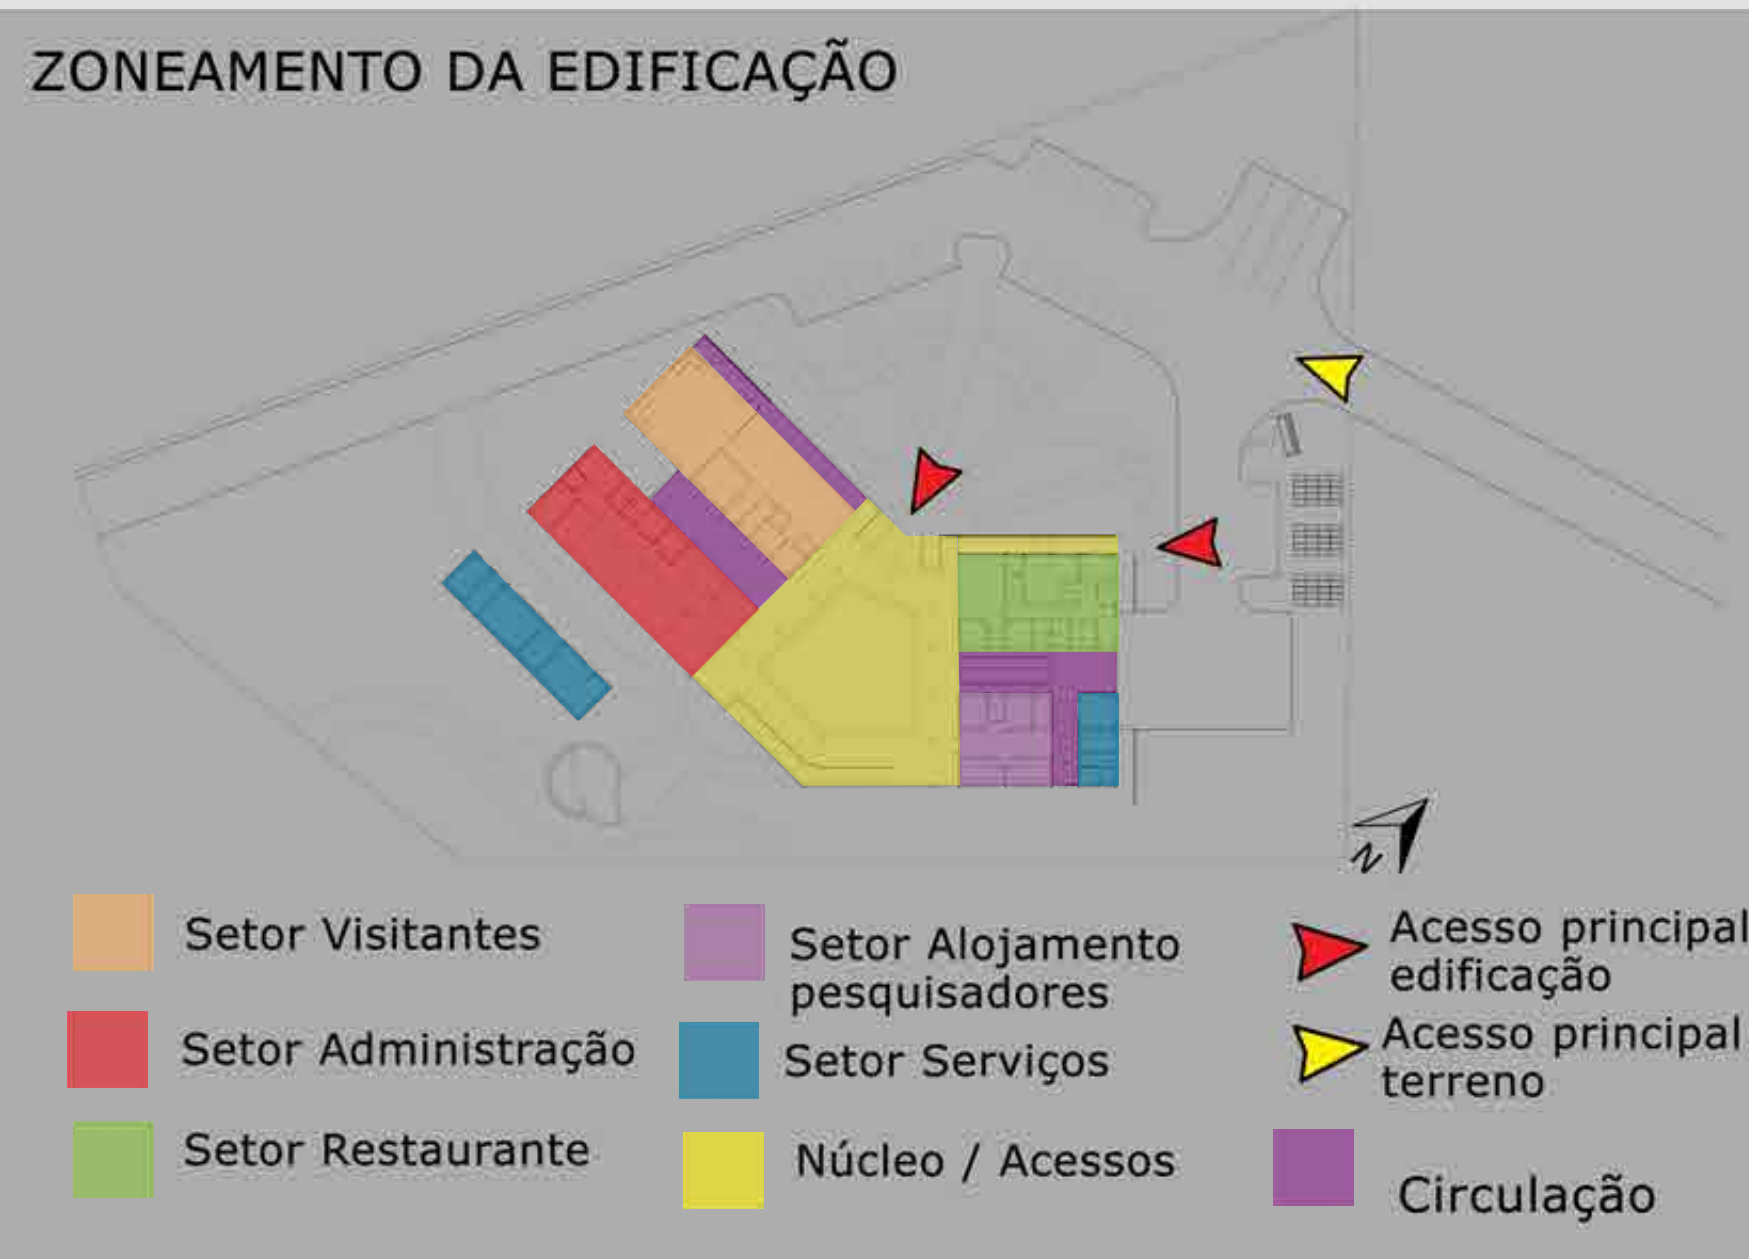 ZONEAMENTO DA EDIFICAÇÃO
N
Setor Visitantes
Setor Administração
Setor Restaurante
Setor Alojamento
pesquisadores
Setor Serviços
Núcleo / Acessos
Acesso principal
edificação
Acesso principal
terreno
Circulação